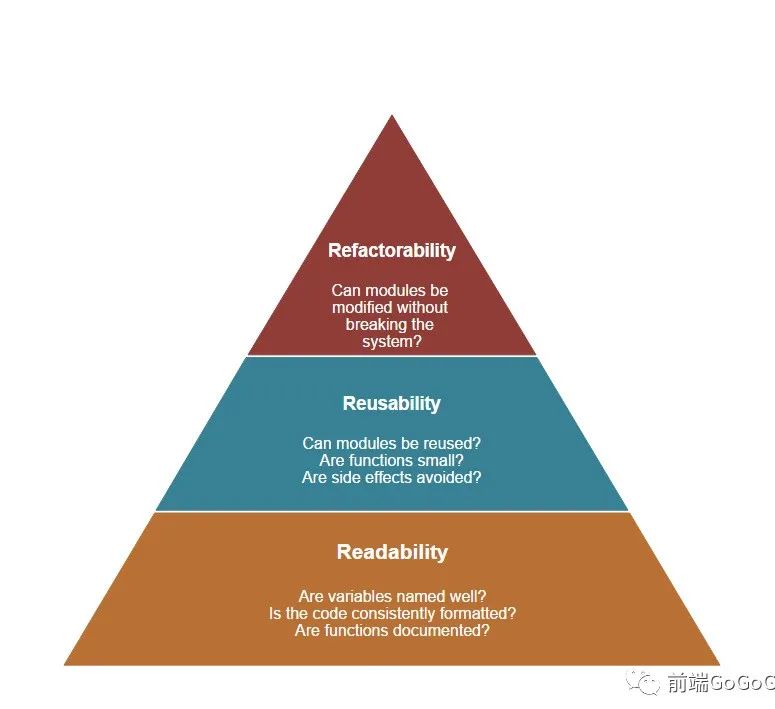 Refactorability
Can modules be
modified without
breaking the
system?
Reusability
Can modules be reused?
Are functions small?
Are side effects avoided?
Readability
Are variables named well?
Is the code consistently formatted?
Are functions documented?
前端GoGoG